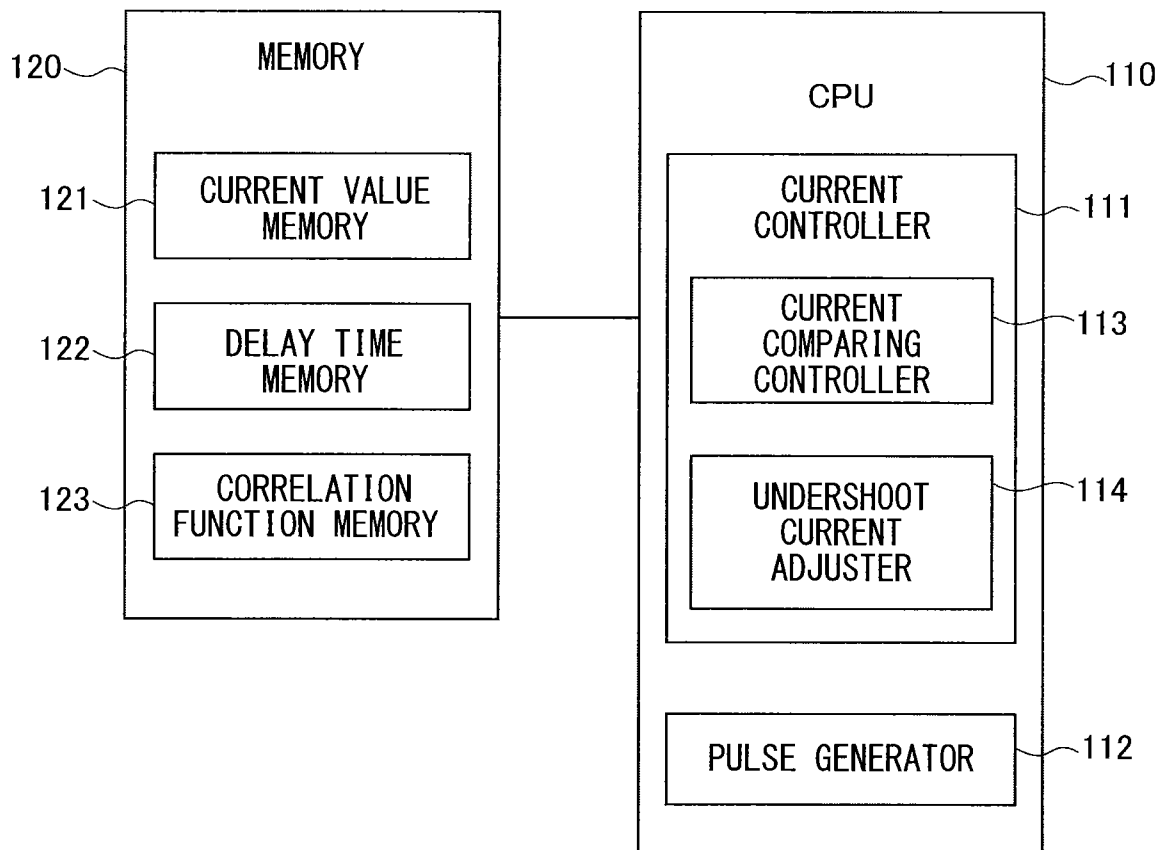 120
MEMORY
121
CURRENT VALUE
MEMORY
122
DELAY TIME
MEMORY
123
CORRELATION
FUNCTION MEMORY
110
CPU
111
CURRENT
CONTROLLER
113
CURRENT
COMPARING
CONTROLLER
114
UNDERSHOOT
CURRENT
ADJUSTER
112
PULSE GENERATOR